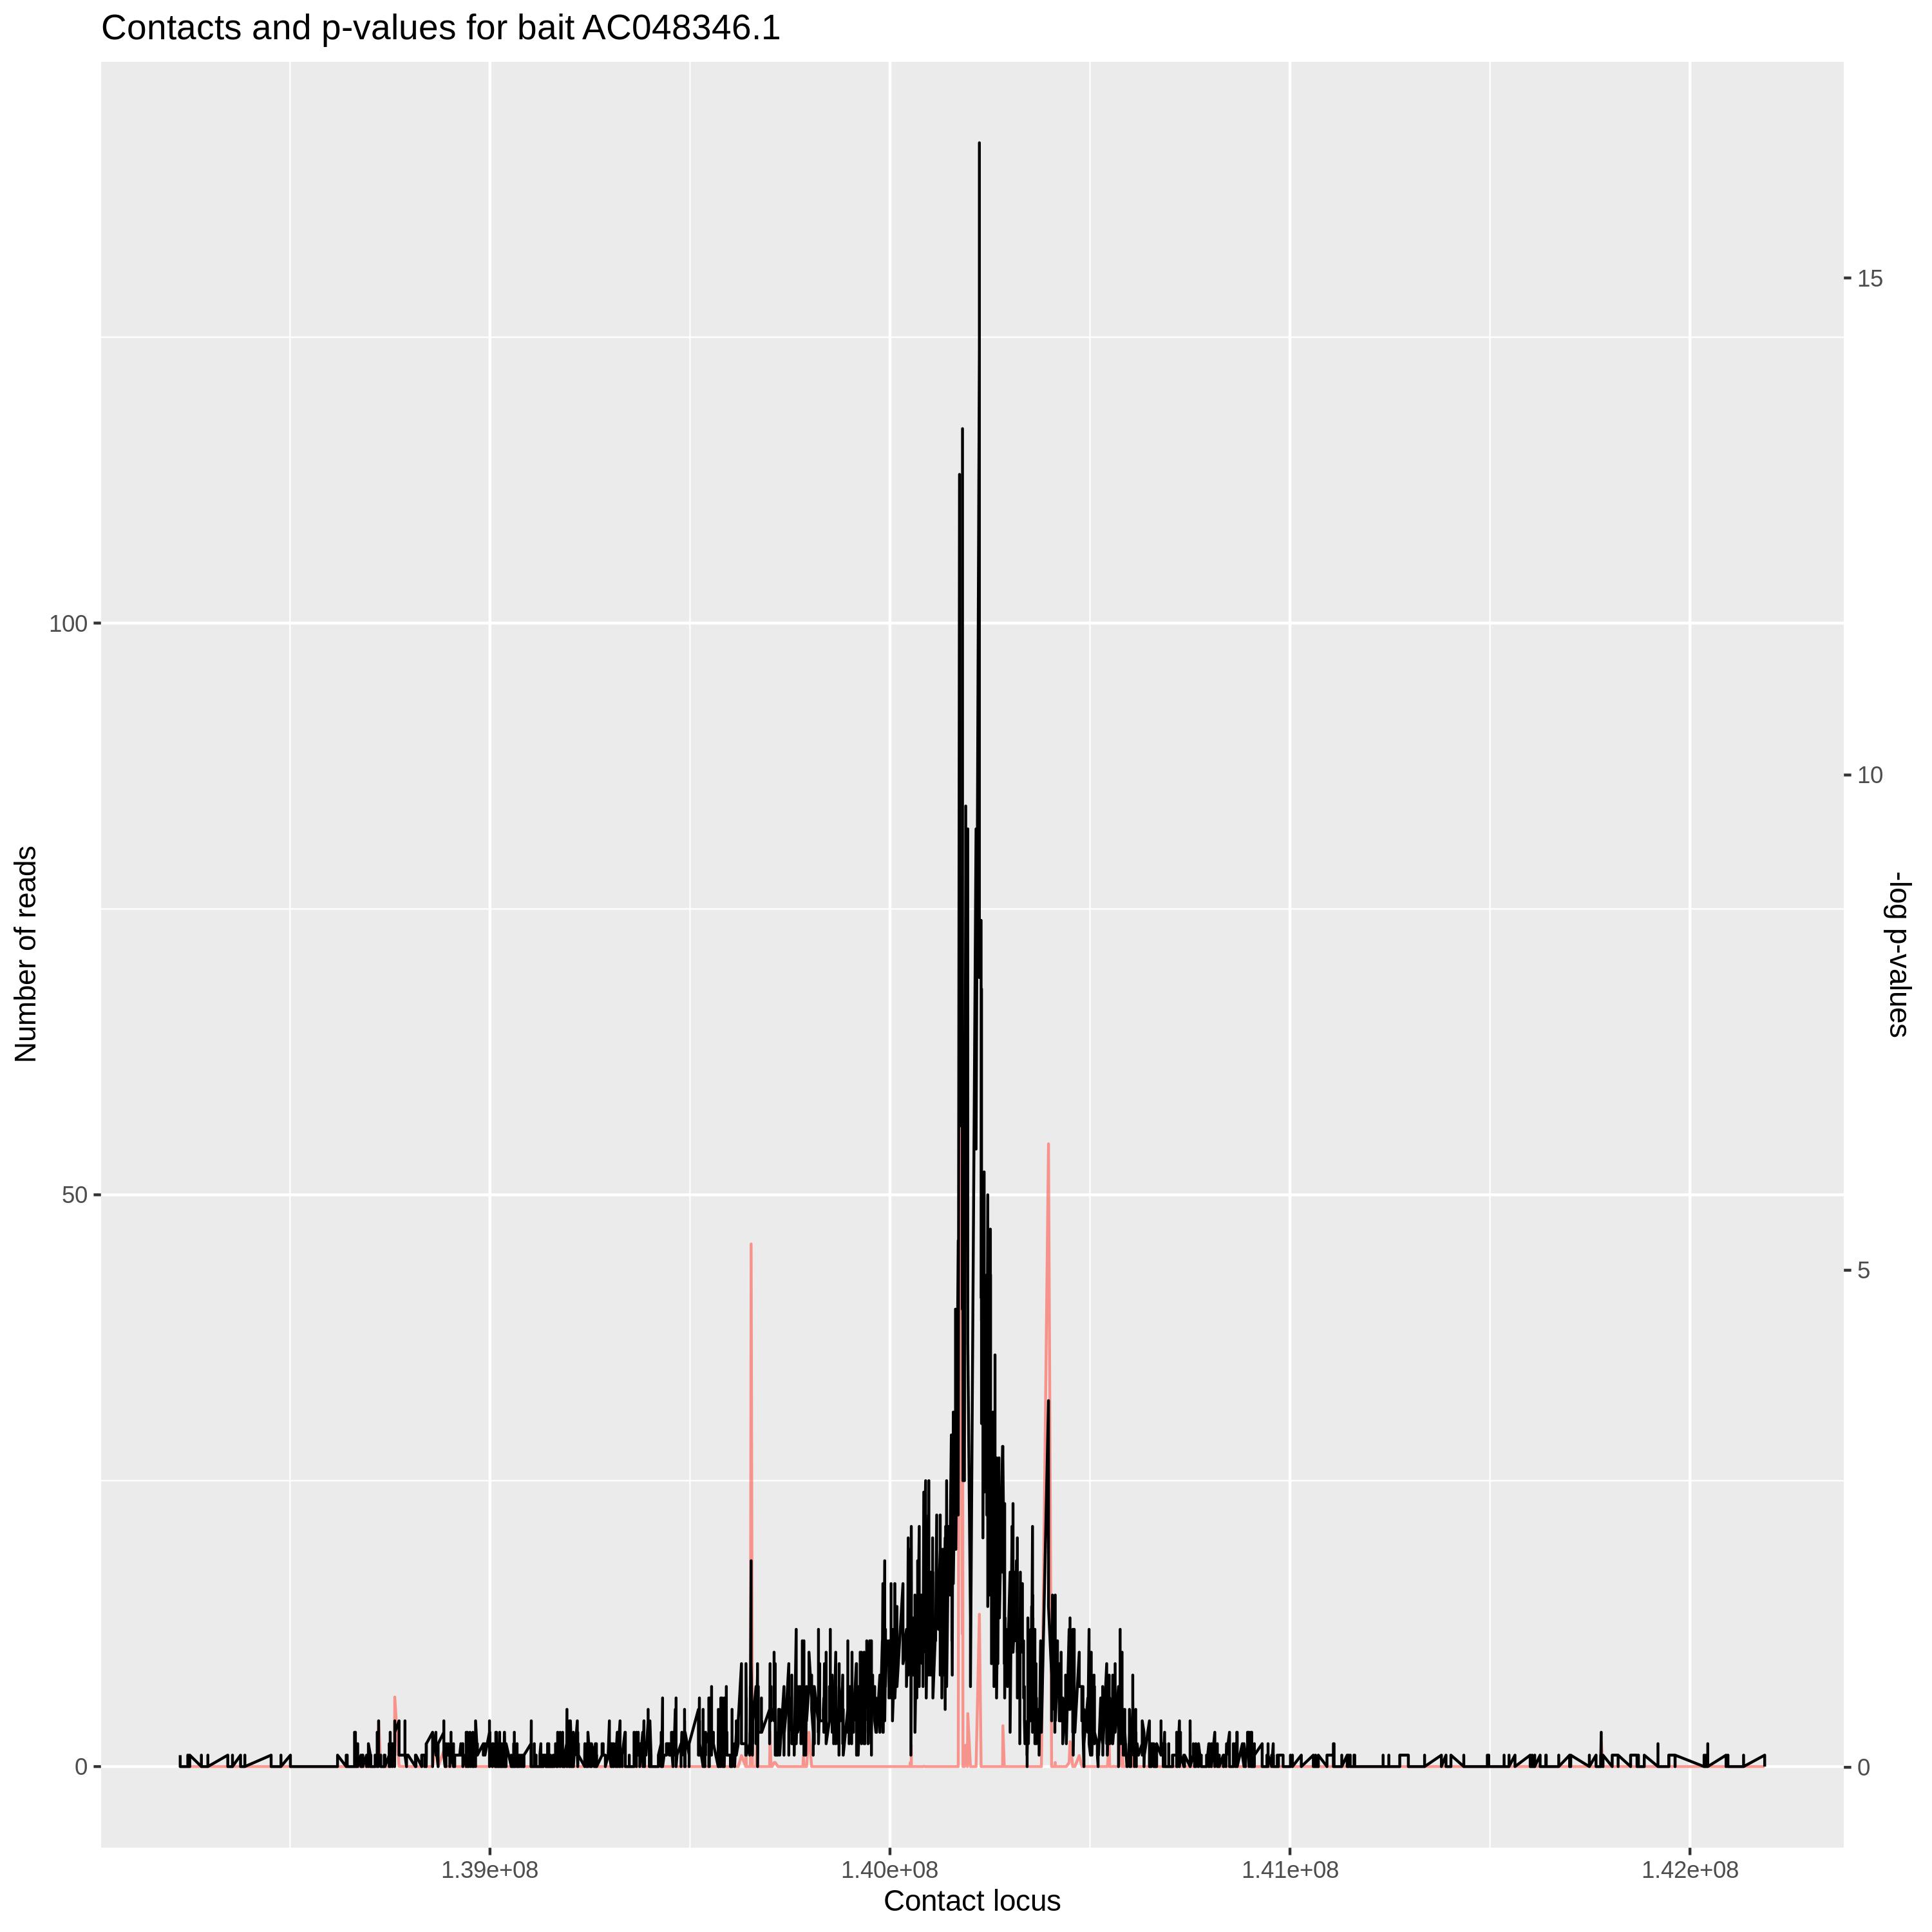 Contacts and p-values for bait AC048346.1
Number of reads
100
50
0
15
10
5
0
-log p-values
1.39e+08
1.40e+08
1.41e+08
1.42e+08
Contact locus